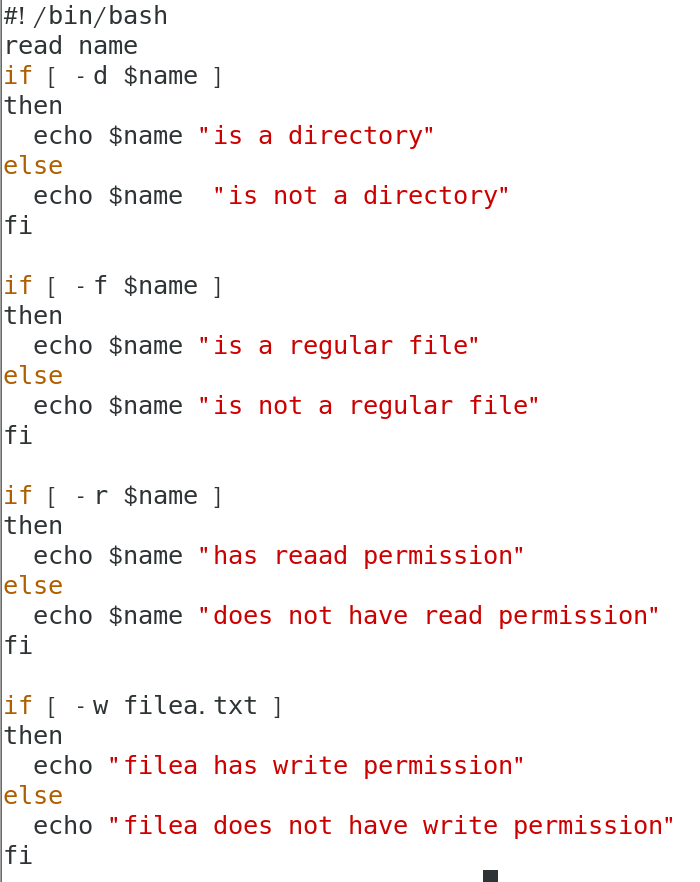 #! /bin/bash
read name
if [ -d $name ]
then
  echo $name "is a directory"
else
  echo $name  "is not a directory"
fi

if [ -f $name ]
then
  echo $name "is a regular file"
else
  echo $name "is not a regular file"
fi

if [ -r $name ]
then
  echo $name "has reaad permission"
else
  echo $name "does not have read permission"
fi

if [ -w filea.txt ]
then
  echo "filea has write permission"
else
  echo "filea does not have write permission"
fi